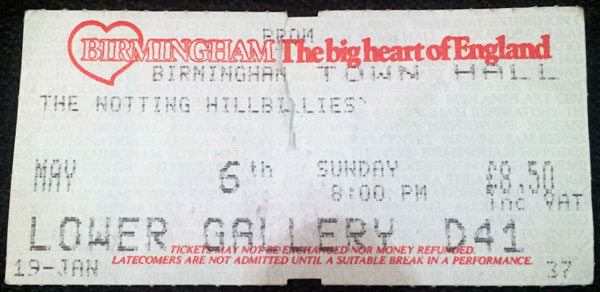 PROM
BIRMINGHAM The big heart of England
BIRMINGHAM TOWN HALL
THE NOTTING HILLBILLIES
MAY 6th SUNDAY £8.50
8:00 PM inc VAT
LOWER GALLERY D41
TICKETS MAY NOT BE EXCHANGED NOR MONEY REFUNDED.
LATECOMERS ARE NOT ADMITTED UNTIL A SUITABLE BREAK IN A PERFORMANCE.
19-JAN 37